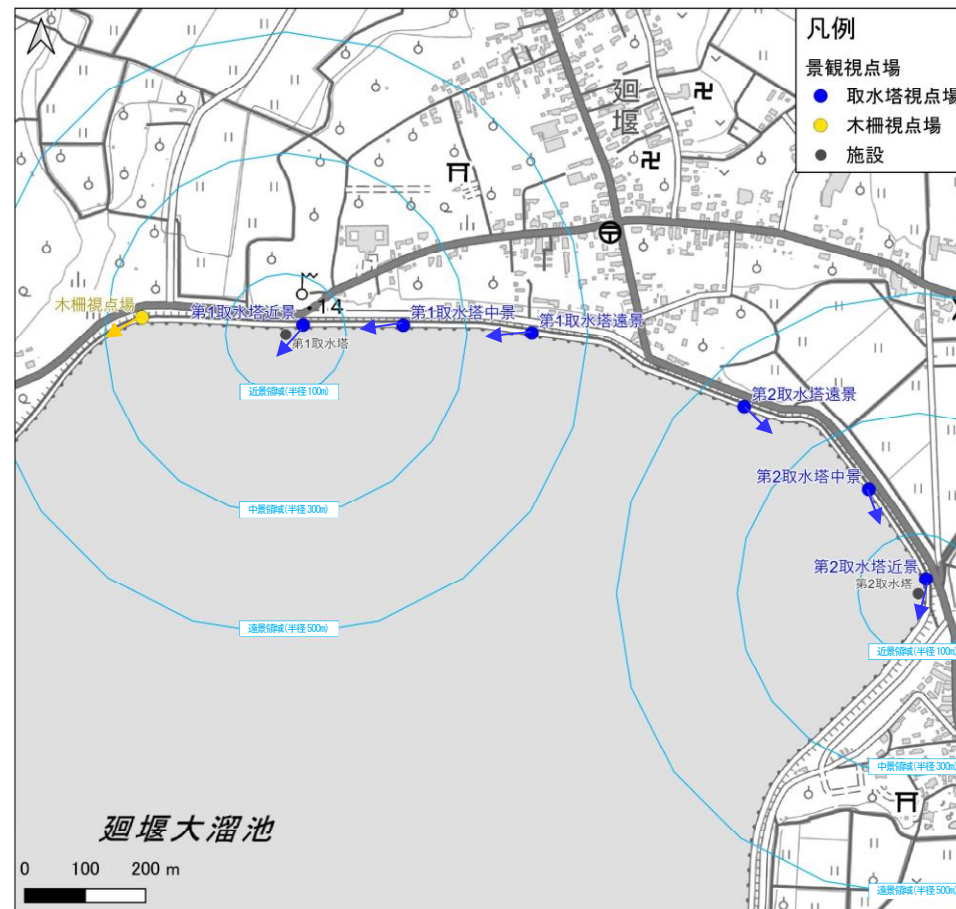 凡例
景観視点場
取水塔視点場
木柵視点場
施設
廻堰
木柵視点場
第1取水塔近景
14
第1取水塔中景
第1取水塔遠景
第1取水塔
近景領域(半径100m)
第2取水塔遠景
第2取水塔中景
中景領域(半径300m)
第2取水塔近景
第2取水塔
遠景領域(半径500m)
近景領域(半径100m)
中景領域(半径300m)
廻堰大溜池
0 100 200 m
遠景領域(半径500m)